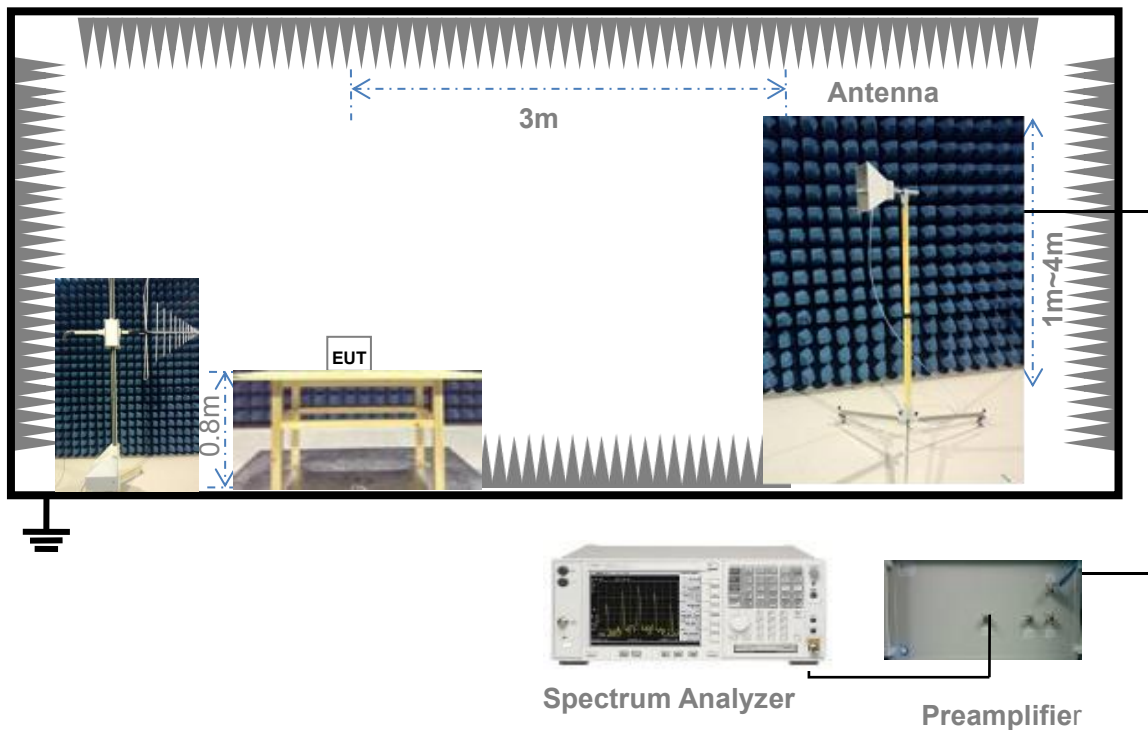 Antenna
3m
1m~4m
EUT
0.8m
Spectrum Analyzer
Preamplifier